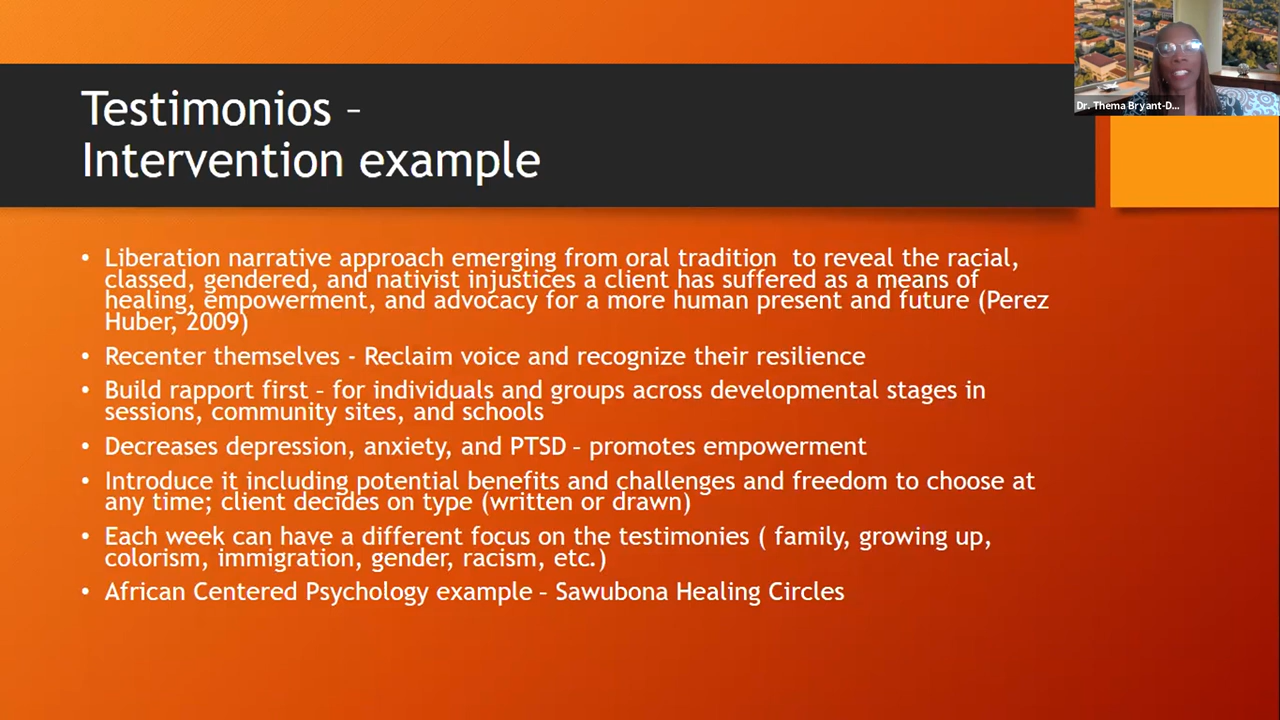 Dr. Thema Bryant-D...
Testimonios –
Intervention example
• Liberation narrative approach emerging from oral tradition to reveal the racial,
classed, gendered, and nativist injustices a client has suffered as a means of
healing, empowerment, and advocacy for a more human present and future (Perez
Huber, 2009)
• Recenter themselves - Reclaim voice and recognize their resilience
• Build rapport first – for individuals and groups across developmental stages in
sessions, community sites, and schools
• Decreases depression, anxiety, and PTSD – promotes empowerment
• Introduce it including potential benefits and challenges and freedom to choose at
any time; client decides on type (written or drawn)
• Each week can have a different focus on the testimonies ( family, growing up,
colorism, immigration, gender, racism, etc.)
• African Centered Psychology example – Sawubona Healing Circles